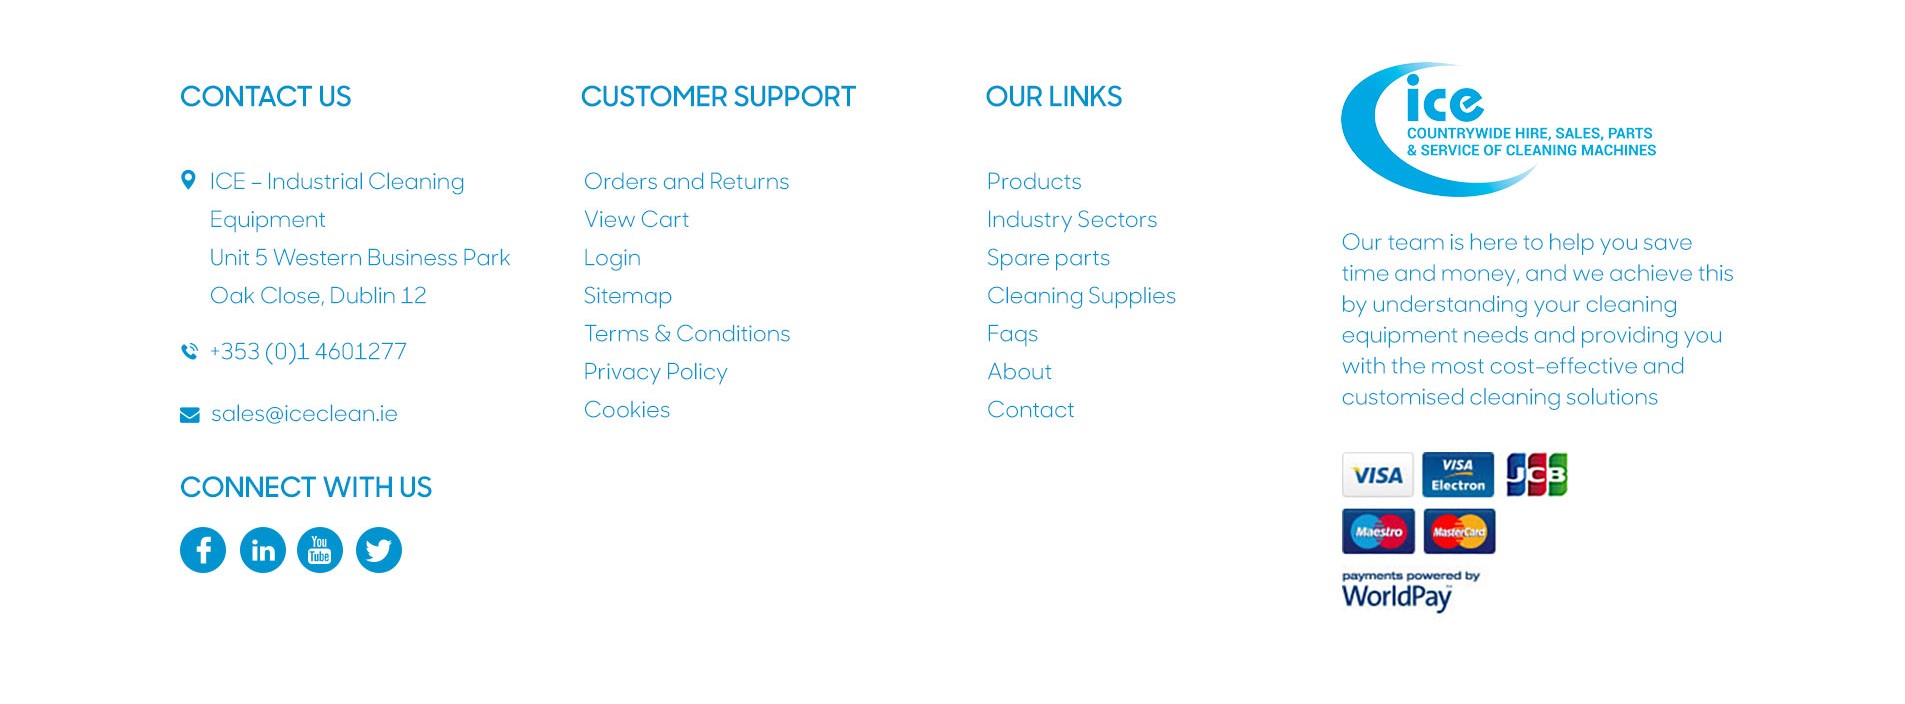 CONTACT US
ICE – Industrial Cleaning
Equipment
Unit 5 Western Business Park
Oak Close, Dublin 12
+353 (0)1 4601277
sales@iceclean.ie
CONNECT WITH US
f
in
You
Tube
CUSTOMER SUPPORT
Orders and Returns
View Cart
Login
Sitemap
Terms & Conditions
Privacy Policy
Cookies
OUR LINKS
Products
Industry Sectors
Spare parts
Cleaning Supplies
Faqs
About
Contact
ice
COUNTRYWIDE HIRE, SALES, PARTS
& SERVICE OF CLEANING MACHINES
Our team is here to help you save
time and money, and we achieve this
by understanding your cleaning
equipment needs and providing you
with the most cost-effective and
customised cleaning solutions
VISA
VISA
Electron
JCB
Maestro
MasterCard
payments powered by
WorldPay™